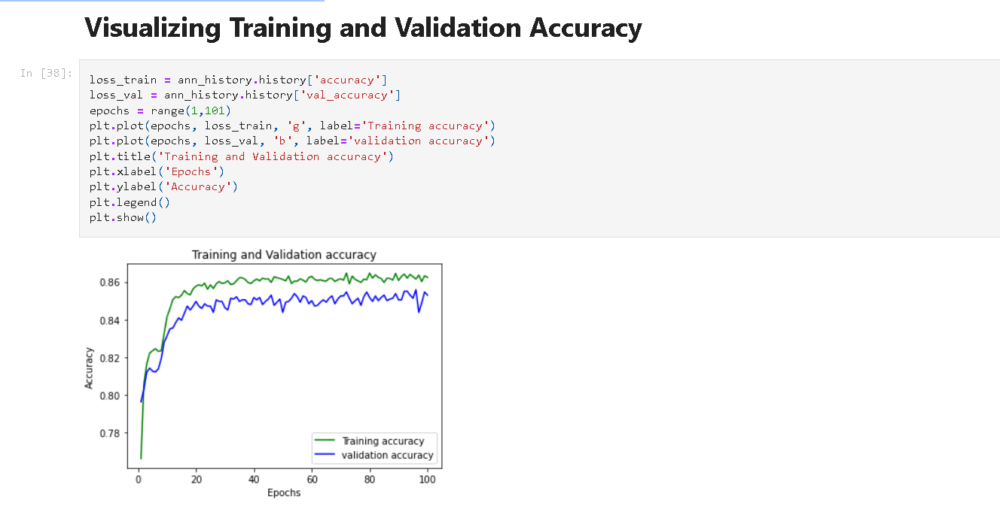 Visualizing Training and Validation Accuracy
In [38]:
loss_train = ann_history.history['accuracy']
loss_val = ann_history.history['val_accuracy']
epochs = range(1,101)
plt.plot(epochs, loss_train, 'g', label='Training accuracy')
plt.plot(epochs, loss_val, 'b', label='validation accuracy')
plt.title('Training and Validation accuracy')
plt.xlabel('Epochs')
plt.ylabel('Accuracy')
plt.legend()
plt.show()
Training and Validation accuracy
0.86
0.84
0.82
0.80
0.78
Accuracy
Training accuracy
validation accuracy
0 20 40 60 80 100
Epochs